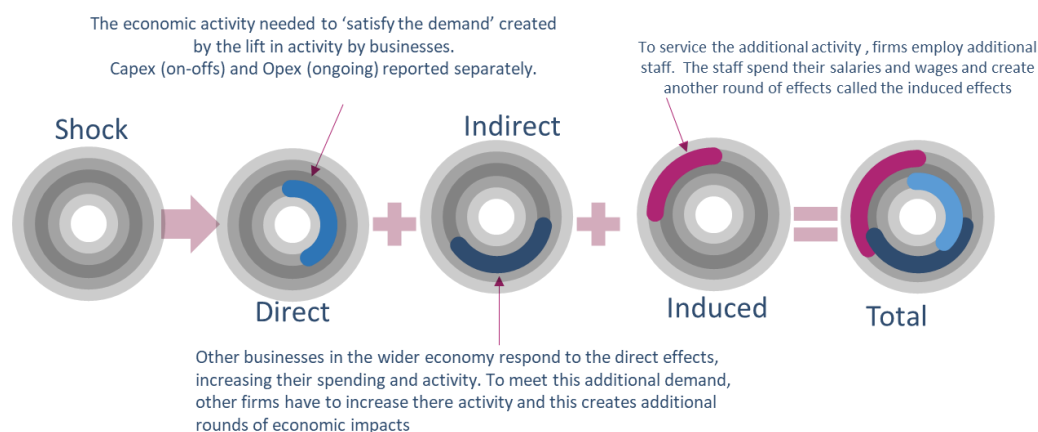 The economic activity needed to ‘satisfy the demand’ created
by the lift in activity by businesses.
Capex (on-offs) and Opex (ongoing) reported separately.
To service the additional activity , firms employ additional
staff.  The staff spend their salaries and wages and create
another round of effects called the induced effects
Shock
Indirect
Direct
Induced
Total
Other businesses in the wider economy respond to the direct effects,
increasing their spending and activity. To meet this additional demand,
other firms have to increase there activity and this creates additional
rounds of economic impacts